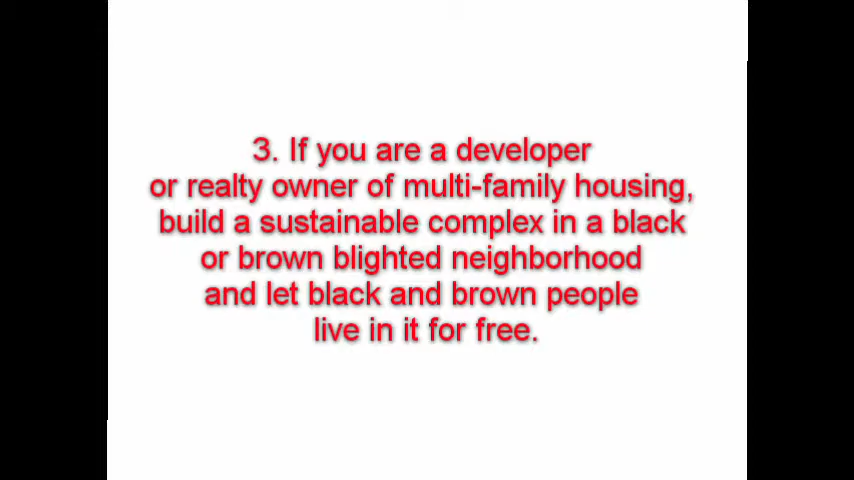 3. If you are a developer
or realty owner of multi-family housing,
build a sustainable complex in a black
or brown blighted neighborhood
and let black and brown people
live in it for free.